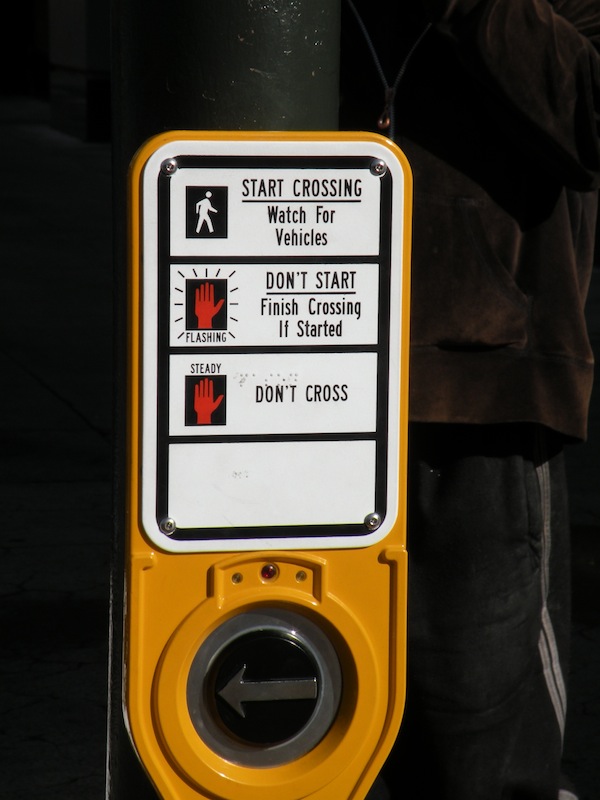 START CROSSING
Watch For
Vehicles
DON'T START
Finish Crossing
If Started
FLASHING
STEADY
DON'T CROSS